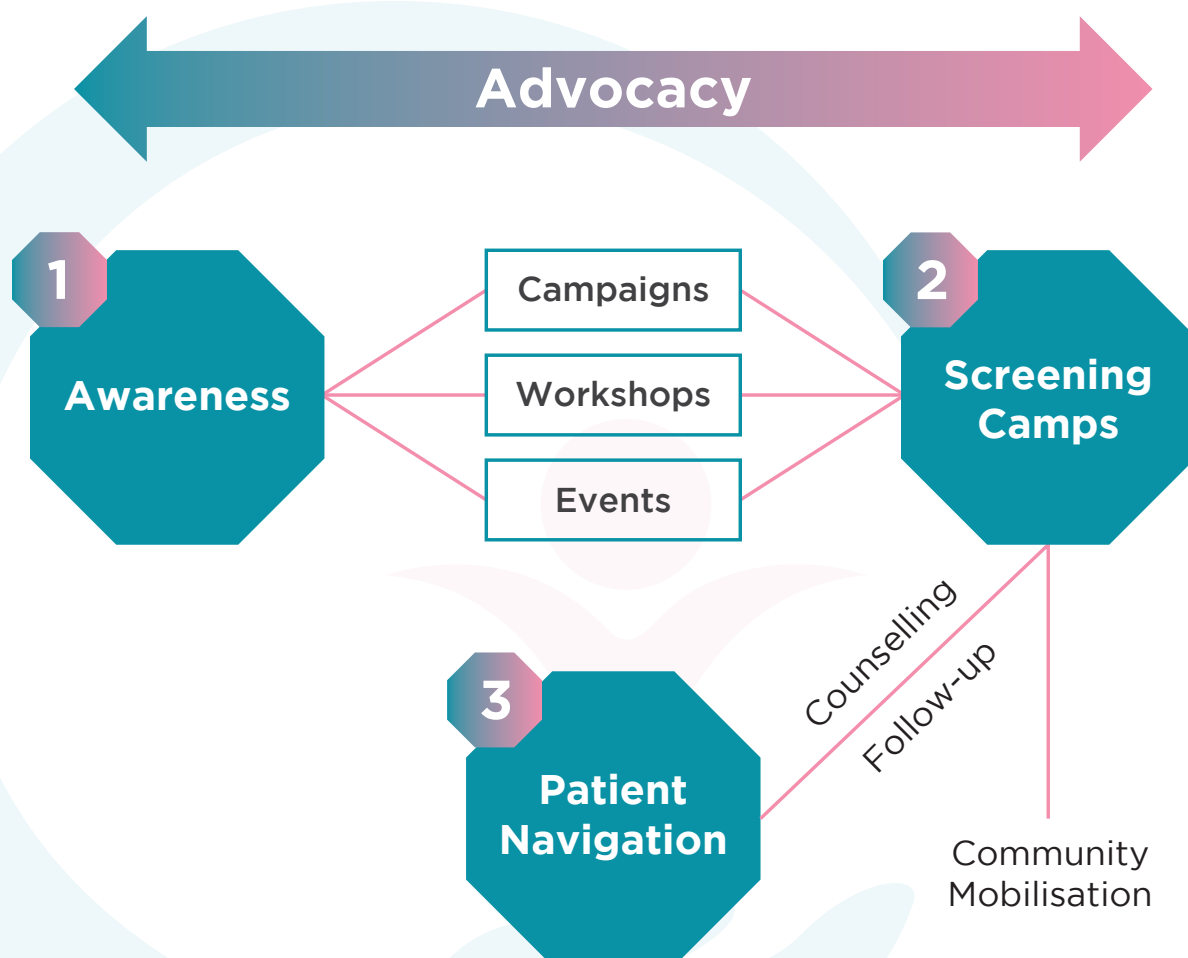 Advocacy
1
Awareness
Campaigns
Workshops
Events
2
Screening
Camps
Counselling
Follow-up
3
Patient
Navigation
Community
Mobilisation